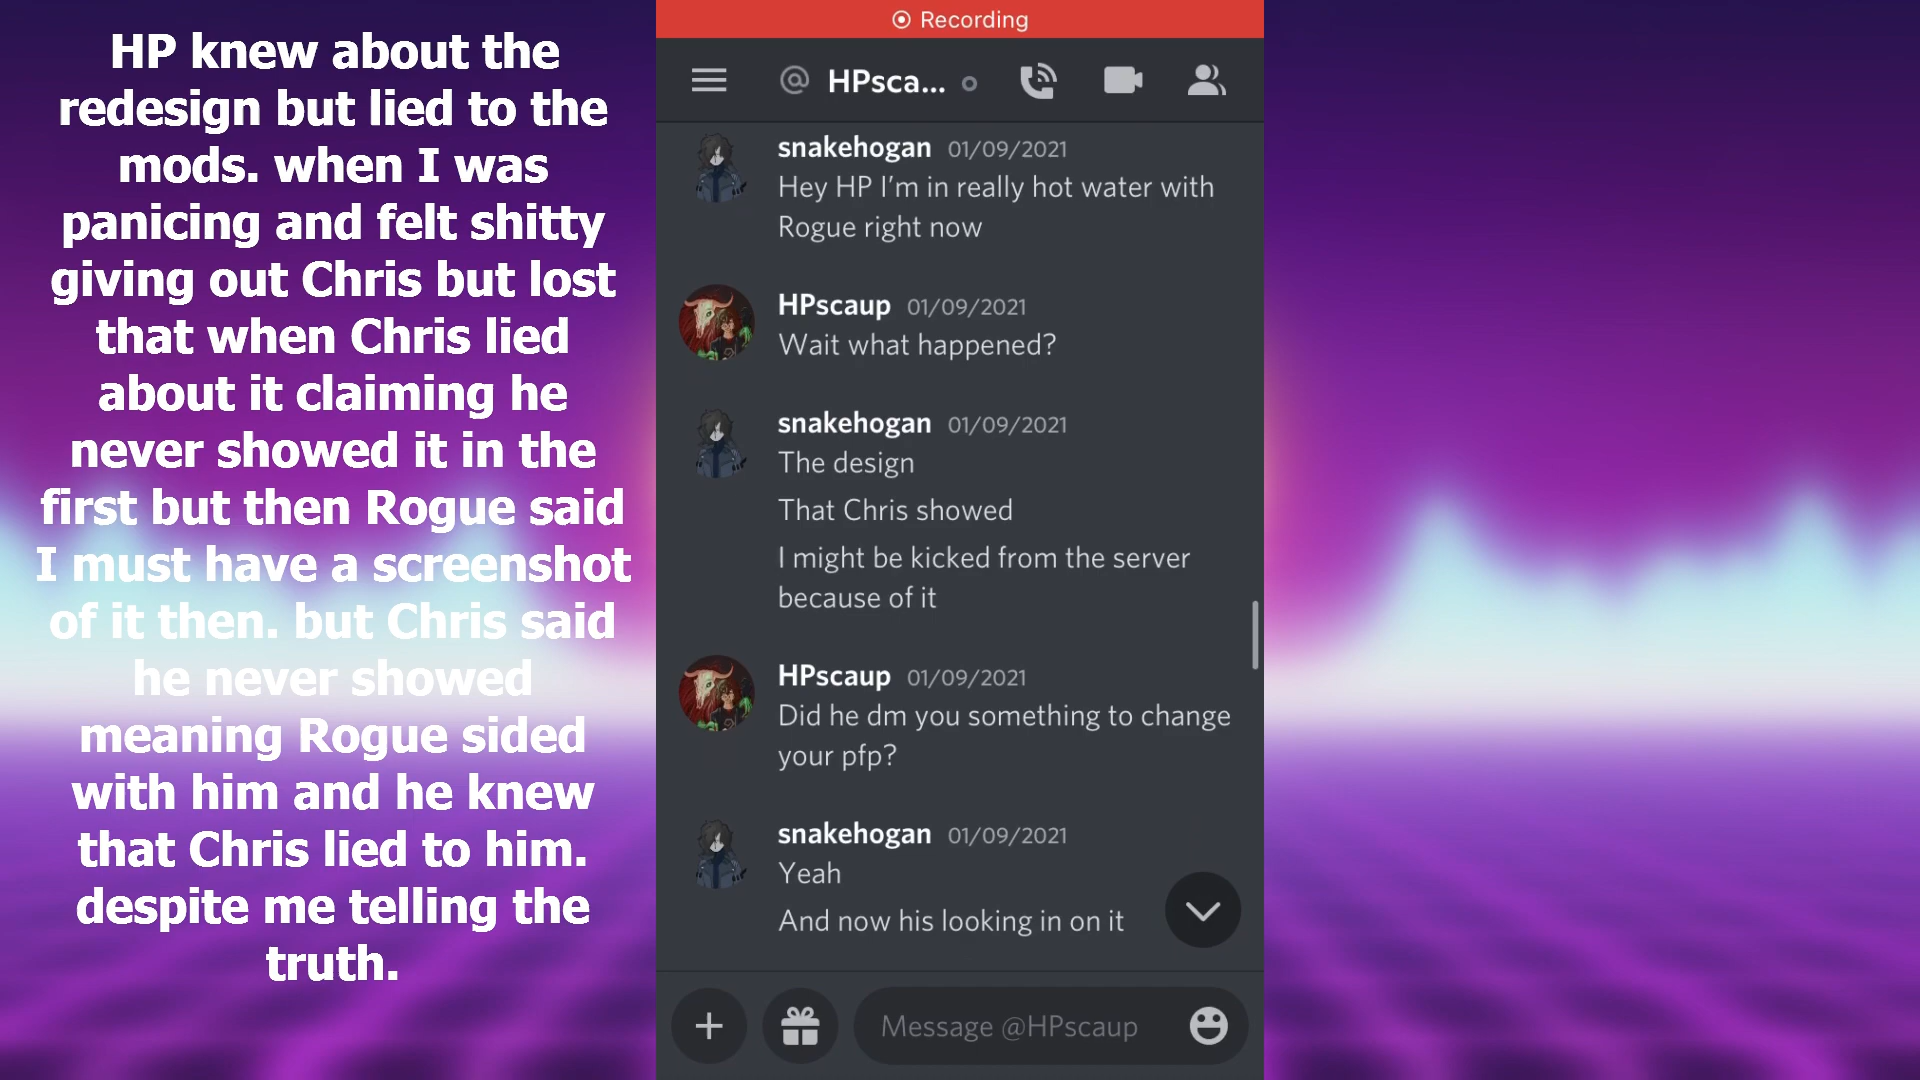 HP knew about the
redesign but lied to the
mods. when I was
panicing and felt shitty
giving out Chris but lost
that when Chris lied
about it claiming he
never showed it in the
first but then Rogue said
I must have a screenshot
of it then. but Chris said
he never showed
meaning Rogue sided
with him and he knew
that Chris lied to him.
despite me telling the
truth.
Recording
@ HPsca...
snakehogan 01/09/2021
Hey HP I'm in really hot water with
Rogue right now
HPscaup 01/09/2021
Wait what happened?
snakehogan 01/09/2021
The design
That Chris showed
I might be kicked from the server
because of it
HPscaup 01/09/2021
Did he dm you something to change
your pfp?
snakehogan 01/09/2021
Yeah
And now his looking in on it
Message @HPscaup